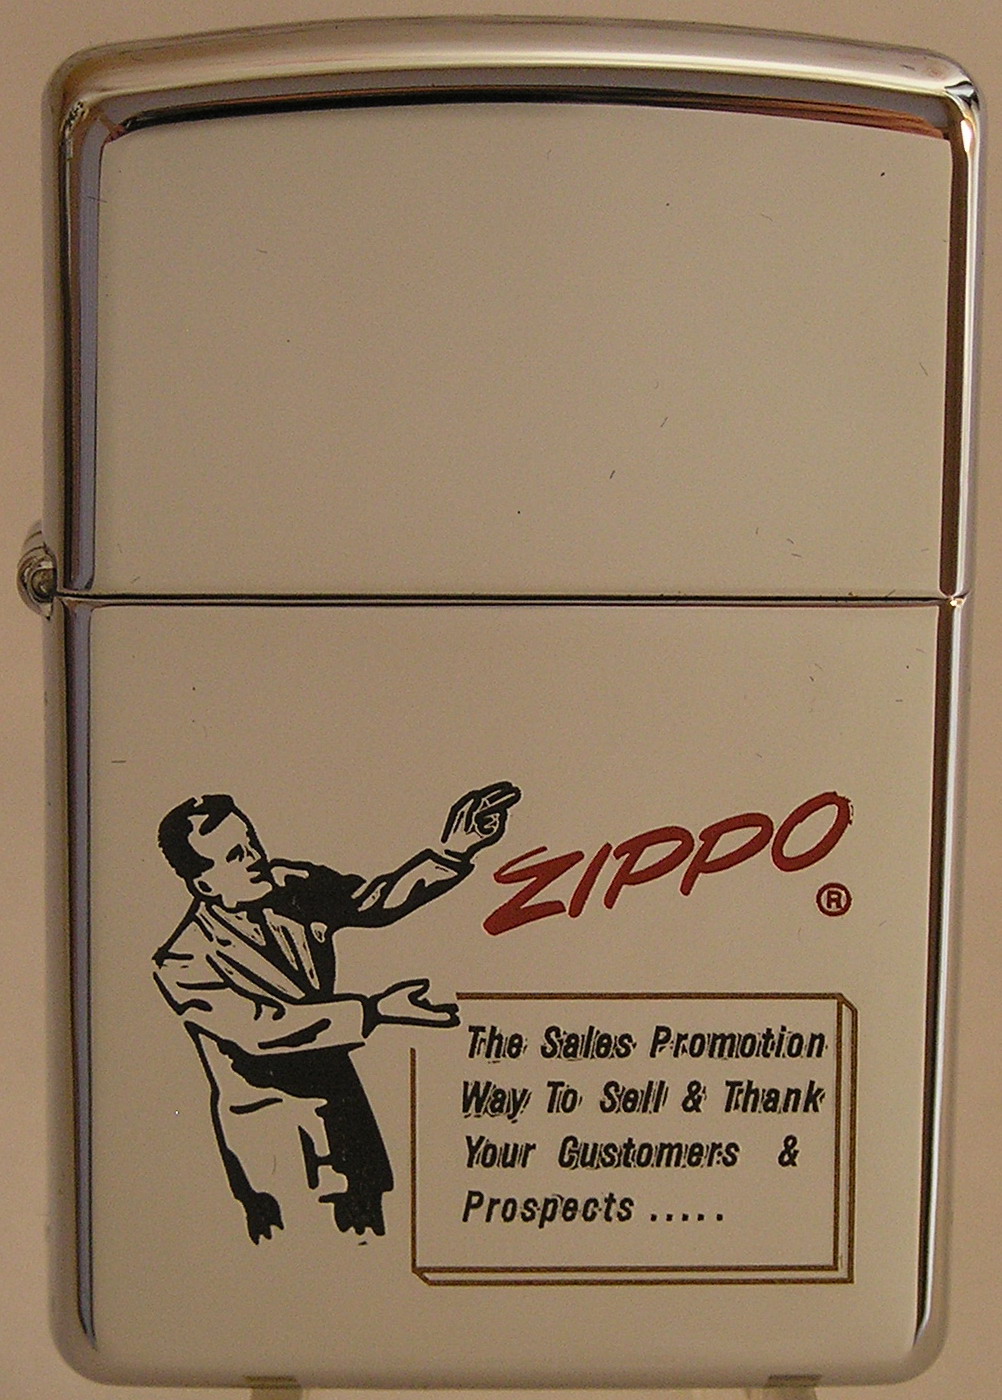 ZIPPO
®
The Sales Promotion
Way To Sell & Thank
Your Customers &
Prospects .....